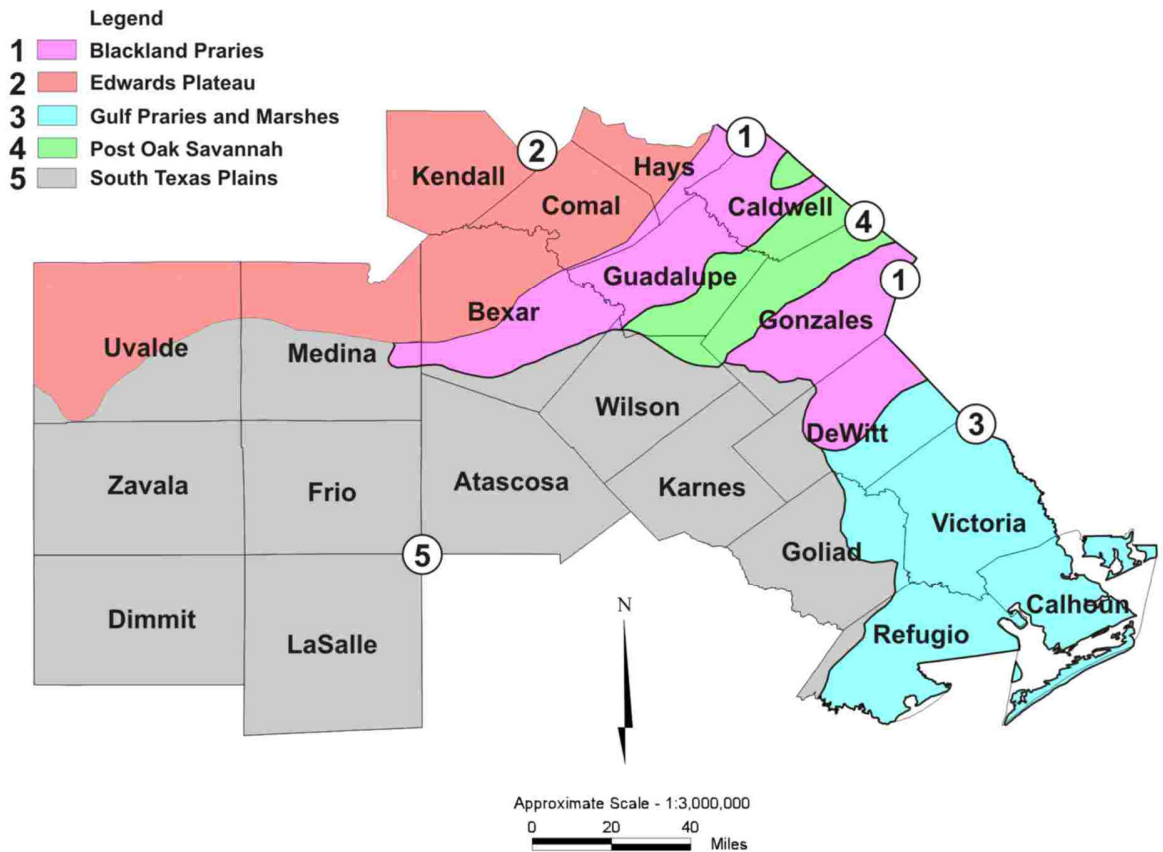 Legend
1 Blackland Praries
2 Edwards Plateau
3 Gulf Praries and Marshes
4 Post Oak Savannah
5 South Texas Plains
1
2
Kendall
Hays
Comal
Caldwell
4
Guadalupe
1
Bexar
Gonzales
Uvalde
Medina
Wilson
3
DeWitt
Zavala
Frio
Atascosa
Karnes
Victoria
Goliad
5
Calhoun
Dimmit
N
Refugio
LaSalle
Approximate Scale - 1:3,000,000
0 20 40
Miles